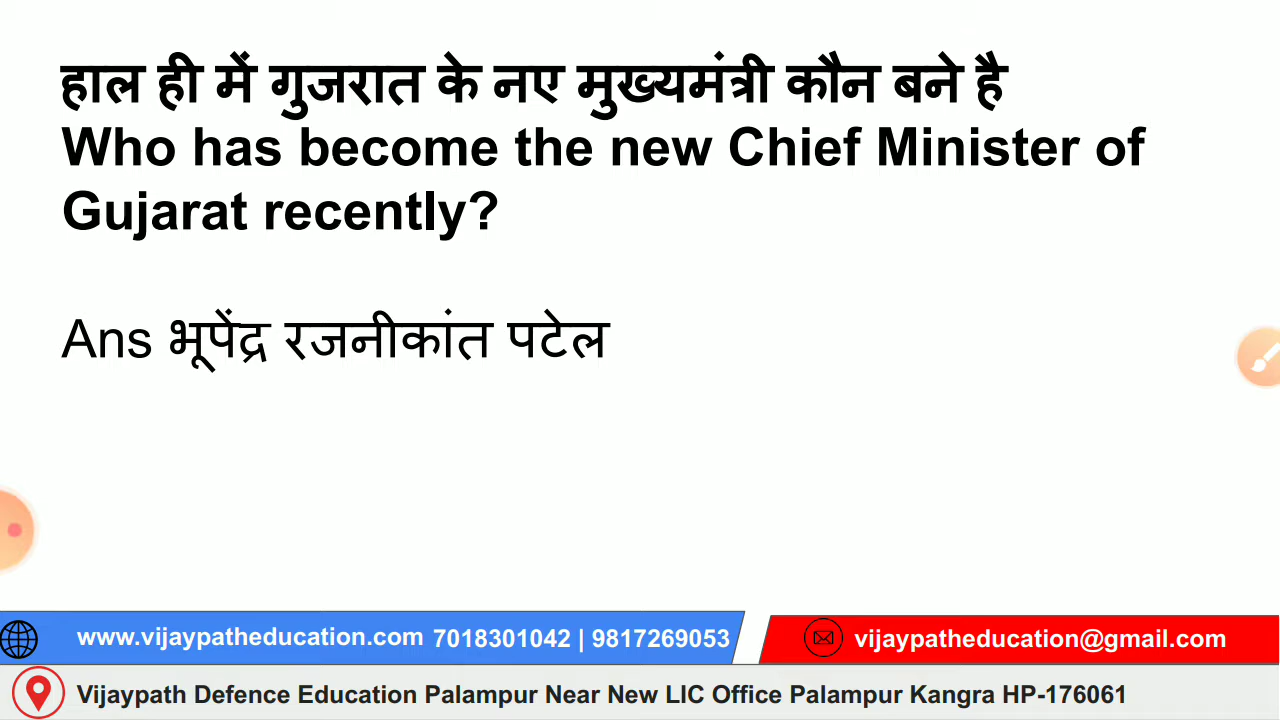 हाल ही में गुजरात के नए मुख्यमंत्री कौन बने है
Who has become the new Chief Minister of
Gujarat recently?
Ans भूपेंद्र रजनीकांत पटेल
www.vijaypatheducation.com 7018301042 | 9817269053
vijaypatheducation@gmail.com
Vijaypath Defence Education Palampur Near New LIC Office Palampur Kangra HP-176061